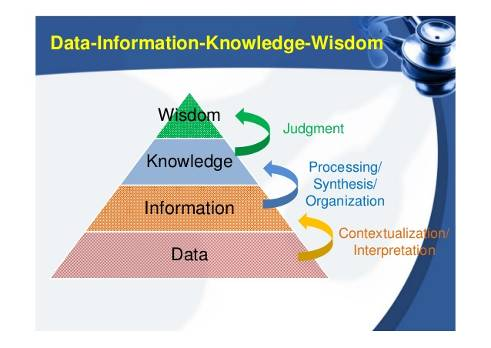 Data-Information-Knowledge-Wisdom
Wisdom
Judgment
Knowledge
Processing/
Synthesis/
Organization
Information
Contextualization/
Interpretation
Data